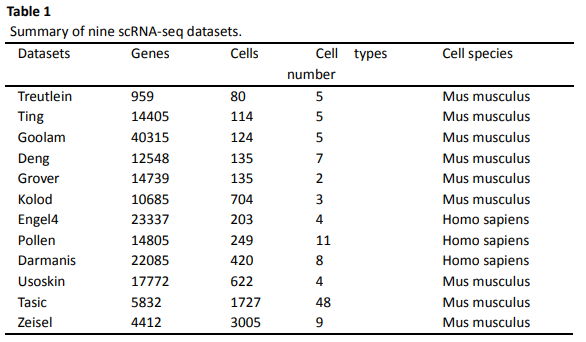 Table 1
Summary of nine scRNA-seq datasets.
Datasets Genes Cells Cell types Cell species
number
Treutlein 959 80 5 Mus musculus
Ting 14405 114 5 Mus musculus
Goolam 40315 124 5 Mus musculus
Deng 12548 135 7 Mus musculus
Grover 14739 135 2 Mus musculus
Kolod 10685 704 3 Mus musculus
Engel4 23337 203 4 Homo sapiens
Pollen 14805 249 11 Homo sapiens
Darmanis 22085 420 8 Homo sapiens
Usoskin 17772 622 4 Mus musculus
Tasic 5832 1727 48 Mus musculus
Zeisel 4412 3005 9 Mus musculus